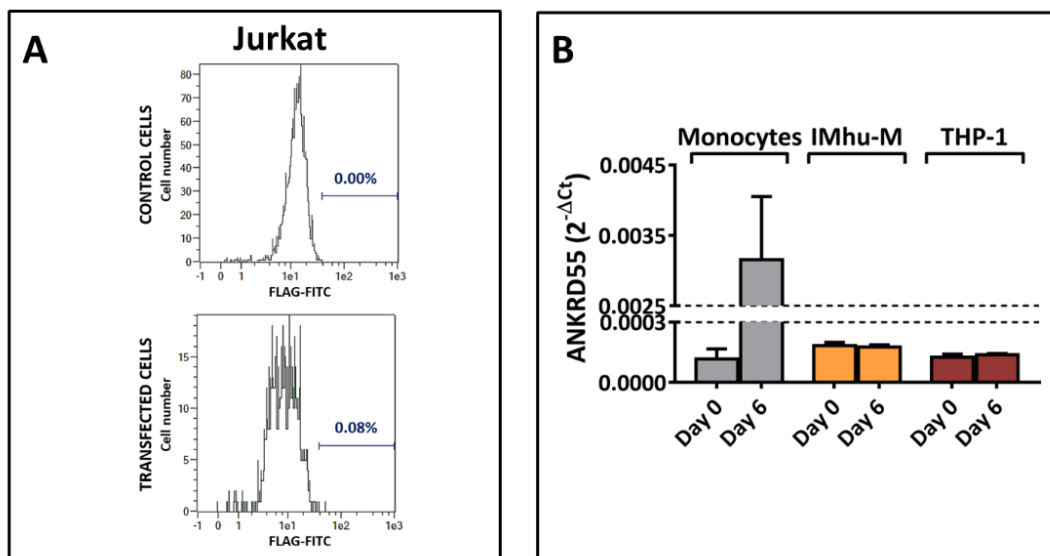 A
Jurkat
CONTROL CELLS
Cell number
80
70
60
50
40
30
20
10
0
0.00%
-1 0 1 1e1 1e2 1e3
FLAG-FITC
TRANSFECTED CELLS
Cell number
15
10
5
0
0.08%
-1 0 1 1e1 1e2 1e3
FLAG-FITC
B
Monocytes IMhu-M THP-1
ANKRD55 (2^-ΔCt)
0.0045
0.0035
0.0025
0.0003
0.0000
Day 0 Day 6 Day 0 Day 6 Day 0 Day 6